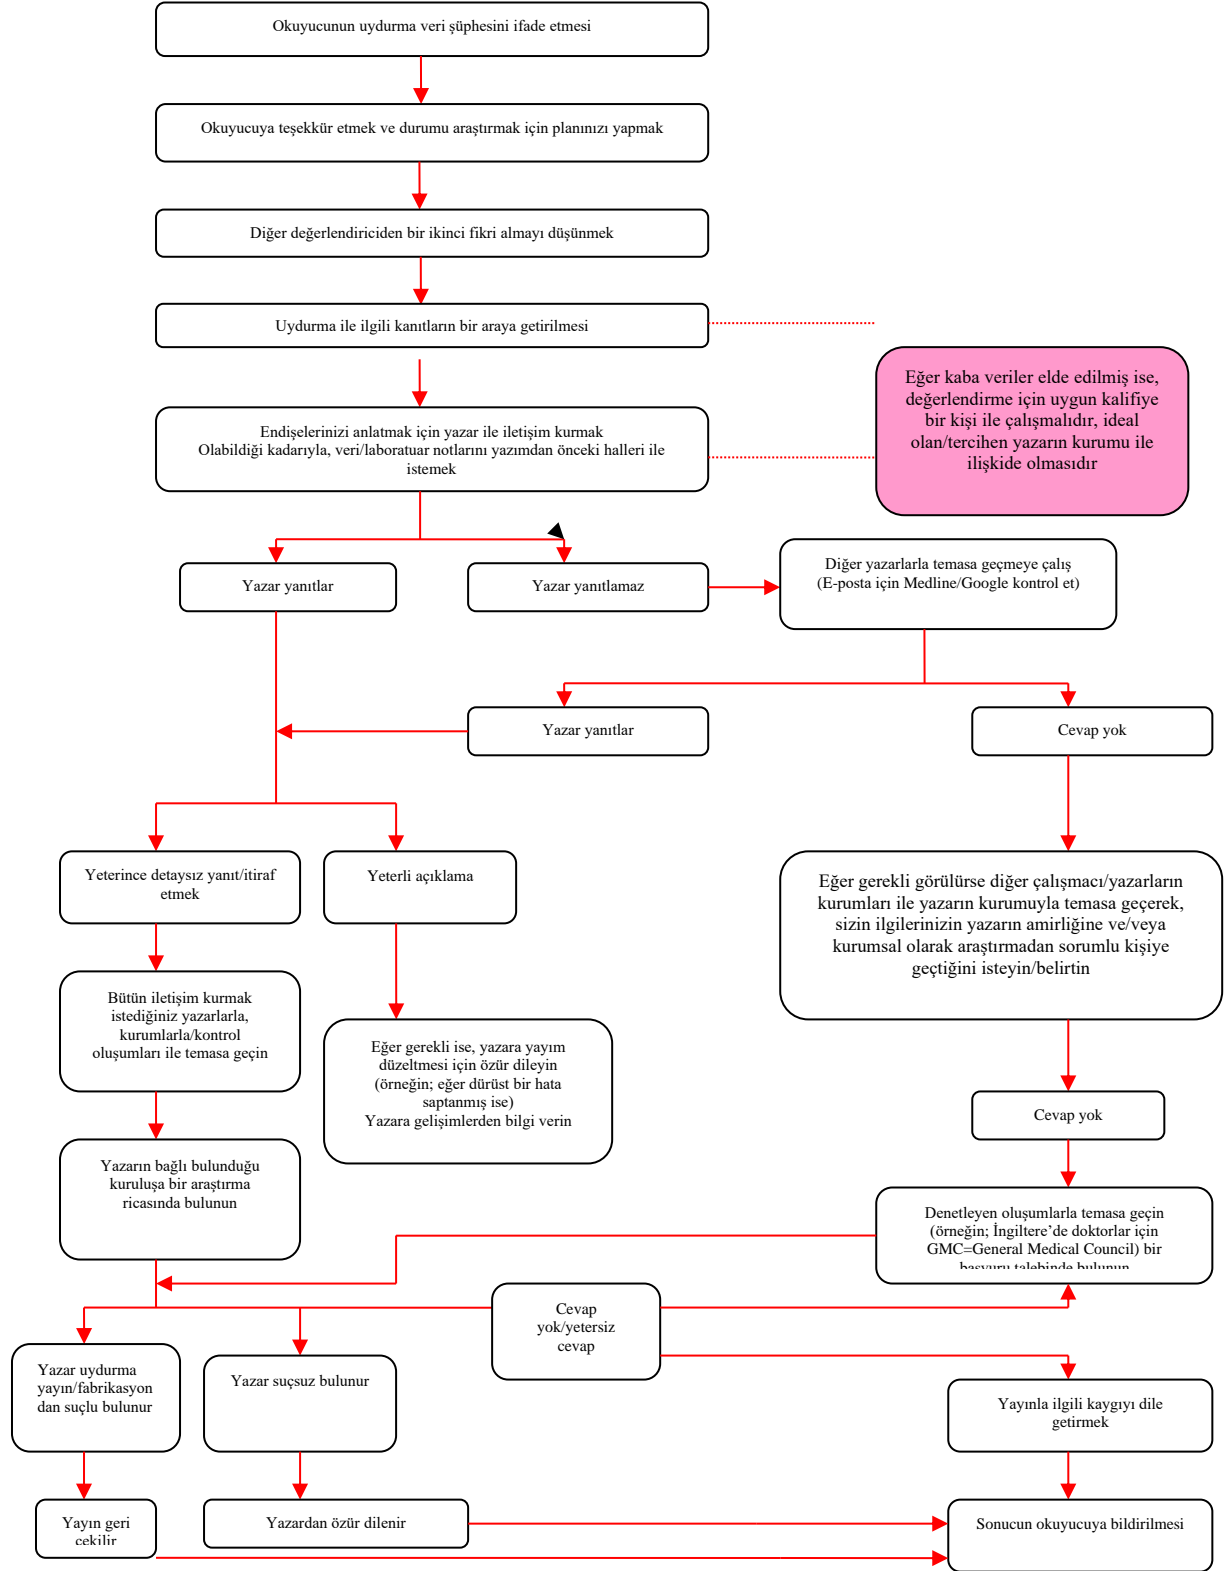 Okuyucunun uydurma veri şüphesini ifade etmesi
Okuyucuya teşekkür etmek ve durumu araştırmak için planınızı yapmak
Diğer değerlendiriciden bir ikinci fikri almayı düşünmek
Uydurma ile ilgili kanıtların bir araya getirilmesi
Eğer kaba veriler elde edilmiş ise,
değerlendirme için uygun kalifiye
bir kişi ile çalışmalıdır, ideal
olan/tercihen yazarın kurumu ile
ilişkide olmasıdır
Endişelerinizi anlatmak için yazar ile iletişim kurmak
Olabildiği kadarıyla, veri/laboratuar notlarını yazımdan önceki halleri ile
istemek
Yazar yanıtlar
Yazar yanıtlamaz
Diğer yazarlarla temasa geçmeye çalış
(E-posta için Medline/Google kontrol et)
Yazar yanıtlar
Cevap yok
Yeterince detaysız yanıt/itiraf
etmek
Yeterli açıklama
Eğer gerekli görülürse diğer çalışmacı/yazarların
kurumları ile yazarın kurumuyla temasa geçerek,
sizin ilgilerinizin yazarın amirliğine ve/veya
kurumsal olarak araştırmadan sorumlu kişiye
geçtiğini isteyin/belirtin
Bütün iletişim kurmak
istediğiniz yazarlarla,
kurumlarla/kontrol
oluşumları ile temasa geçin
Eğer gerekli ise, yazara yayım
düzeltmesi için özür dileyin
(örneğin; eğer dürüst bir hata
saptanmış ise)
Yazara gelişimlerden bilgi verin
Cevap yok
Yazarın bağlı bulunduğu
kuruluşa bir araştırma
ricasında bulunun
Denetleyen oluşumlarla temasa geçin
(örneğin; İngiltere’de doktorlar için
GMC=General Medical Council) bir
başvuru talebinde bulunun
Cevap
yok/yetersiz
cevap
Yazar uydurma
yayın/fabrikasyon
dan suçlu bulunur
Yazar suçsuz bulunur
Yayınla ilgili kaygıyı dile
getirmek
Yayın geri
çekilir
Yazardan özür dilenir
Sonucun okuyucuya bildirilmesi